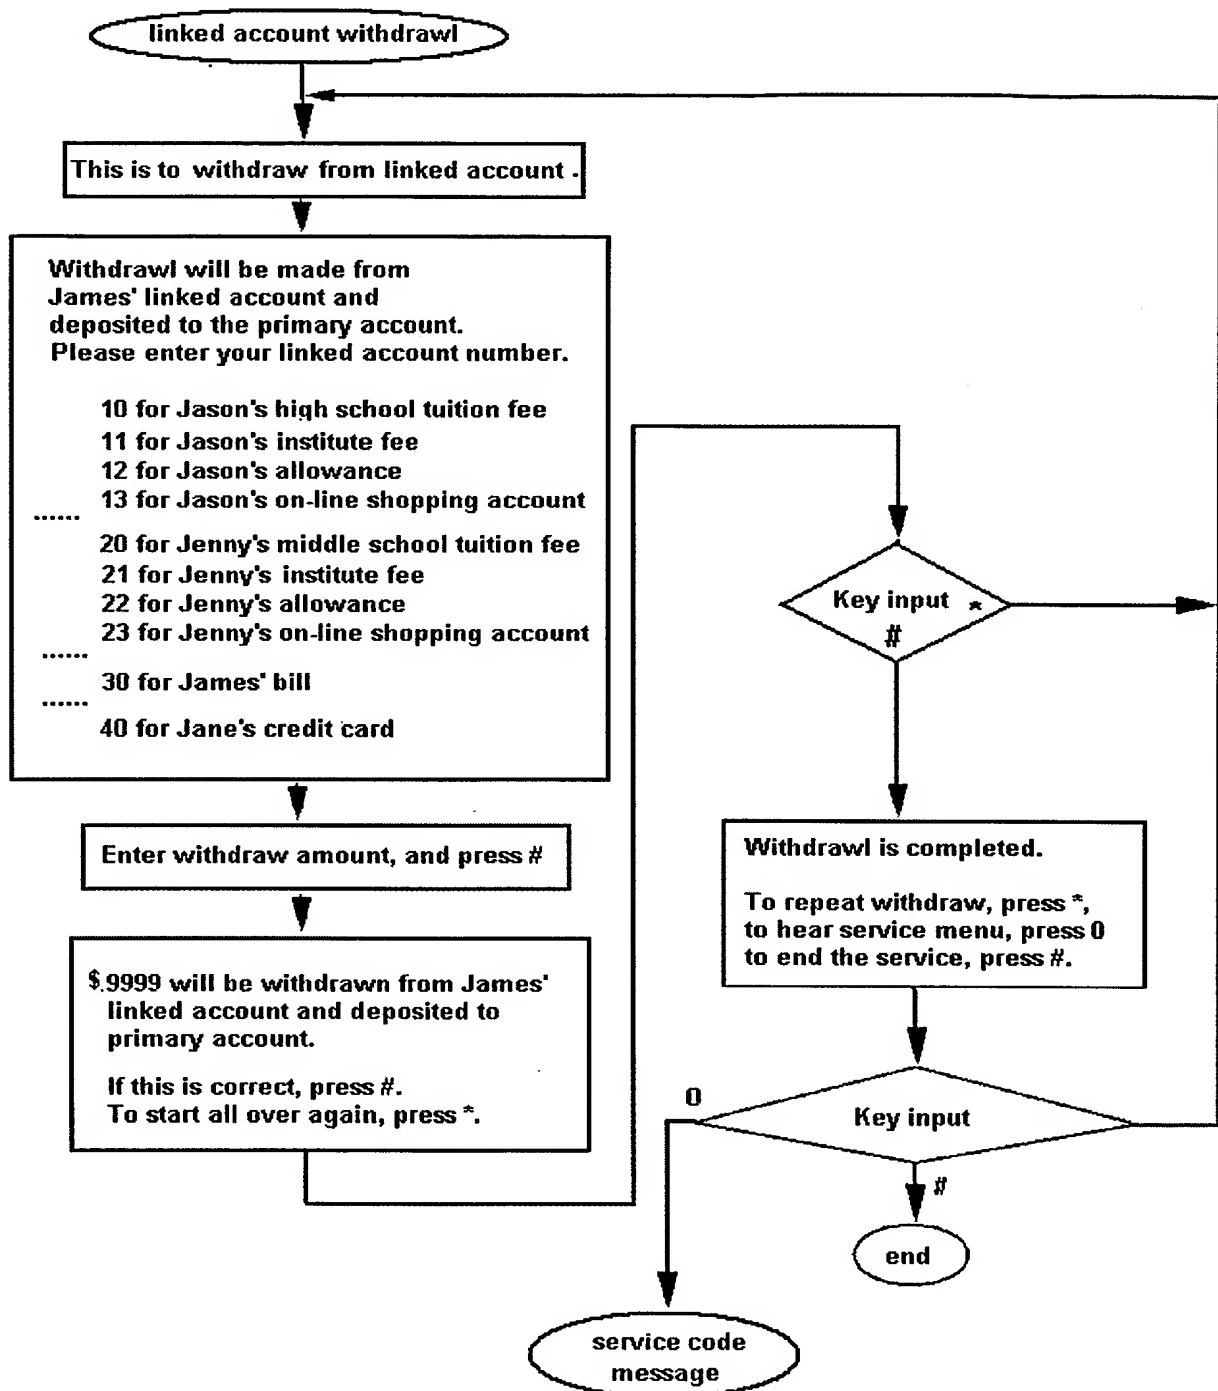 linked account withdrawl
This is to withdraw from linked account .
Withdrawl will be made from
James' linked account and
deposited to the primary account.
Please enter your linked account number.
10 for Jason's high school tuition fee
11 for Jason's institute fee
12 for Jason's allowance
13 for Jason's on-line shopping account
......
20 for Jenny's middle school tuition fee
21 for Jenny's institute fee
22 for Jenny's allowance
23 for Jenny's on-line shopping account
......
30 for James' bill
......
40 for Jane's credit card
Enter withdraw amount, and press #
$.9999 will be withdrawn from James'
linked account and deposited to
primary account.
If this is correct, press #.
To start all over again, press *.
Key input *
#
Withdrawl is completed.
To repeat withdraw, press *,
to hear service menu, press 0
to end the service, press #.
0
Key input
#
end
service code
message